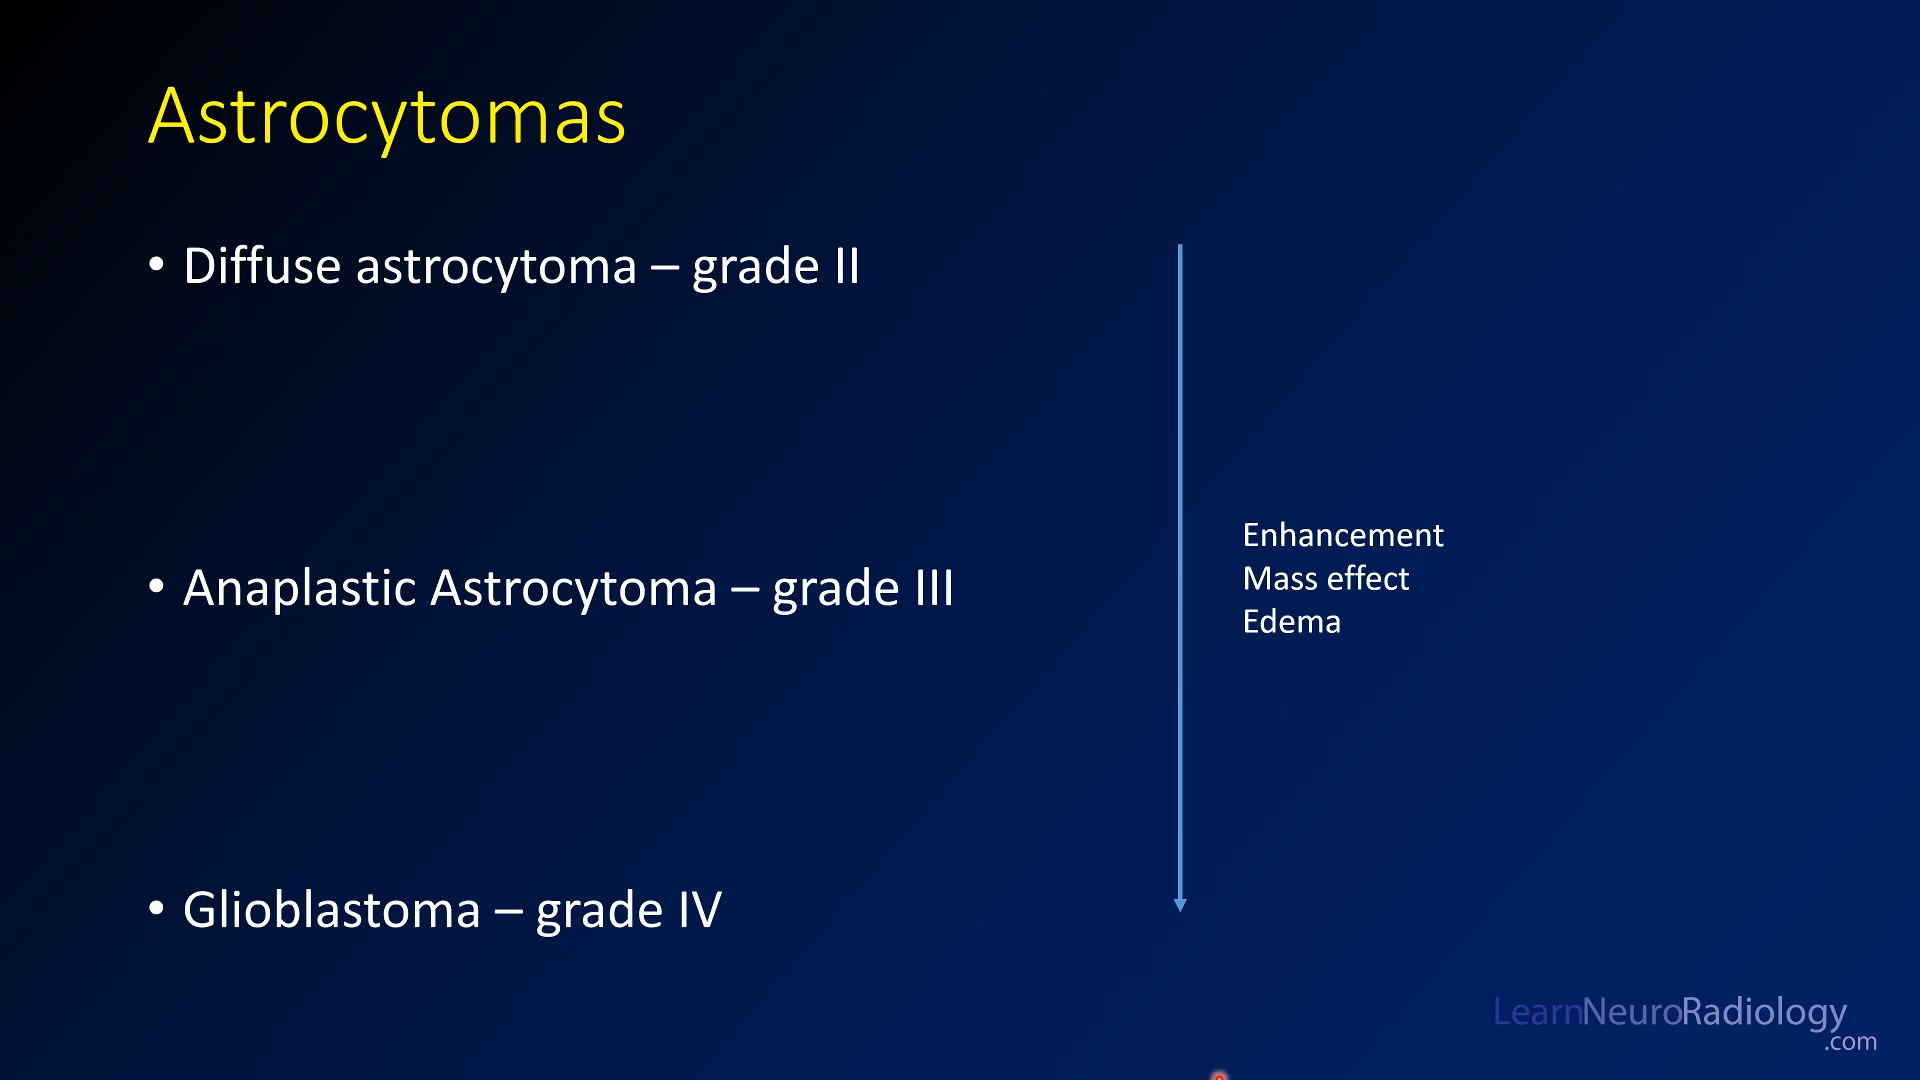 Astrocytomas
• Diffuse astrocytoma – grade II
• Anaplastic Astrocytoma – grade III
Enhancement
Mass effect
Edema
• Glioblastoma – grade IV
LearnNeuroRadiology
.com